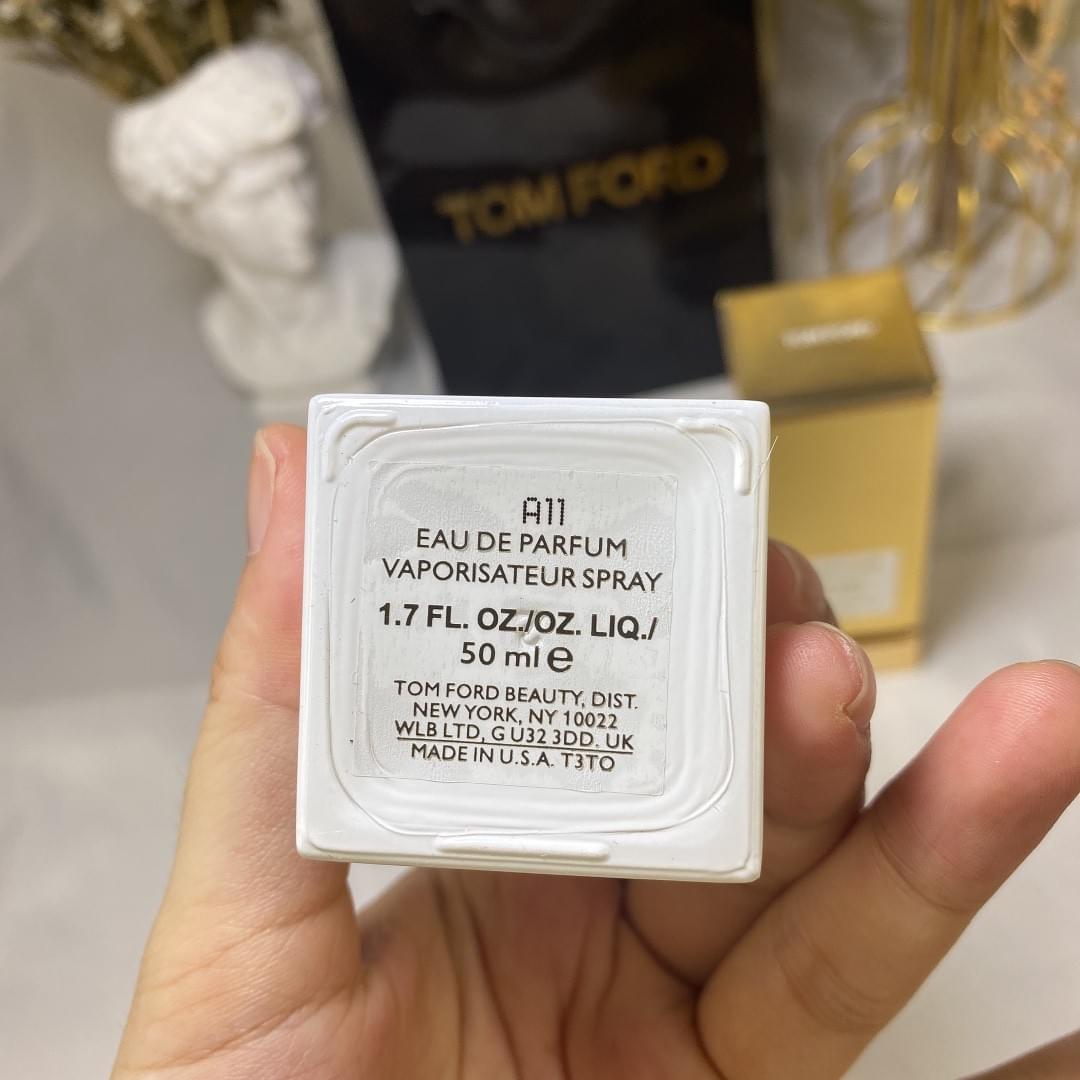 TOM FORD
A11
EAU DE PARFUM
VAPORISATEUR SPRAY
1.7 FL. OZ./OZ. LIQ./
50 ml e
TOM FORD BEAUTY, DIST.
NEW YORK, NY 10022
WLB LTD, GU32 3DD. UK
MADE IN U.S.A. T3TO